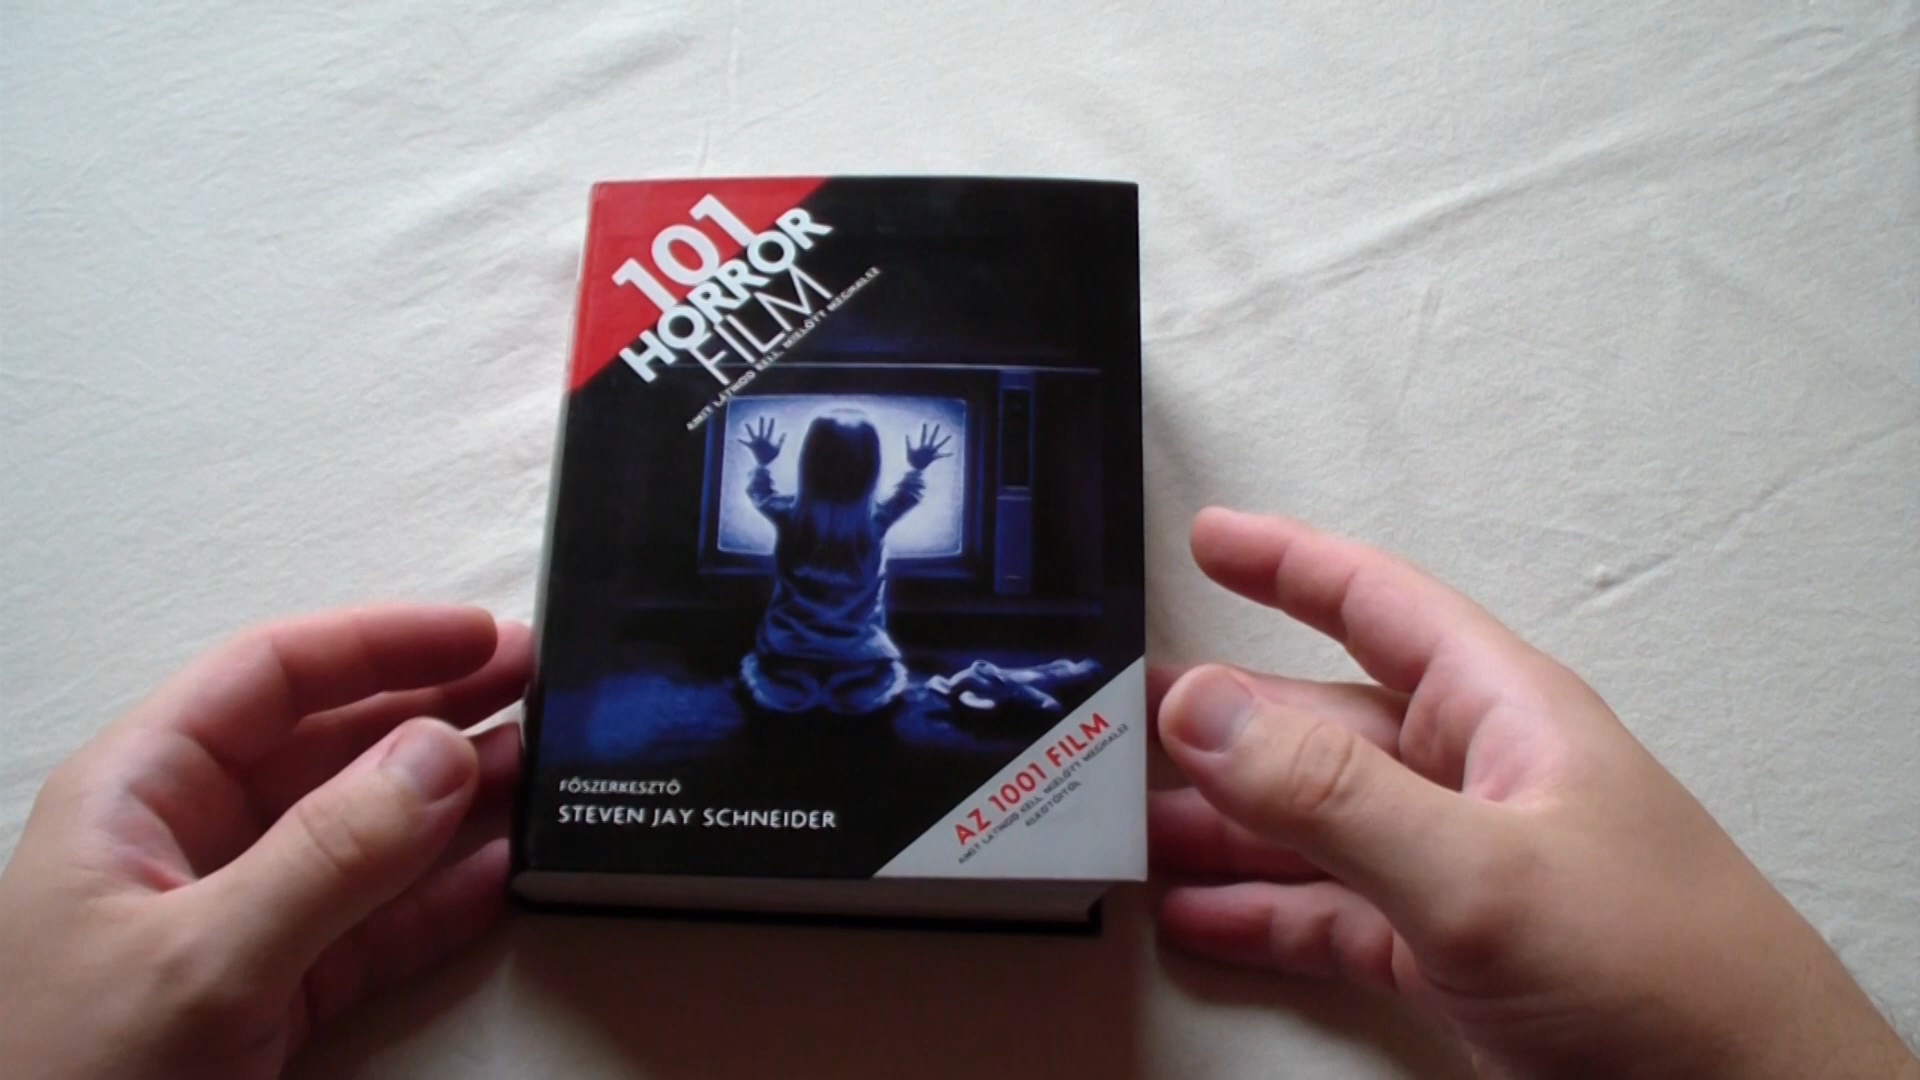 101
HORROR
FILM
AMIT LÁTNOD KELL, MIELŐTT MEGHALSZ
FŐSZERKESZTŐ
STEVEN JAY SCHNEIDER
AZ 1001 FILM
AMIT LÁTNOD KELL, MIELŐTT MEGHALSZ
ALKOTÓITÓL